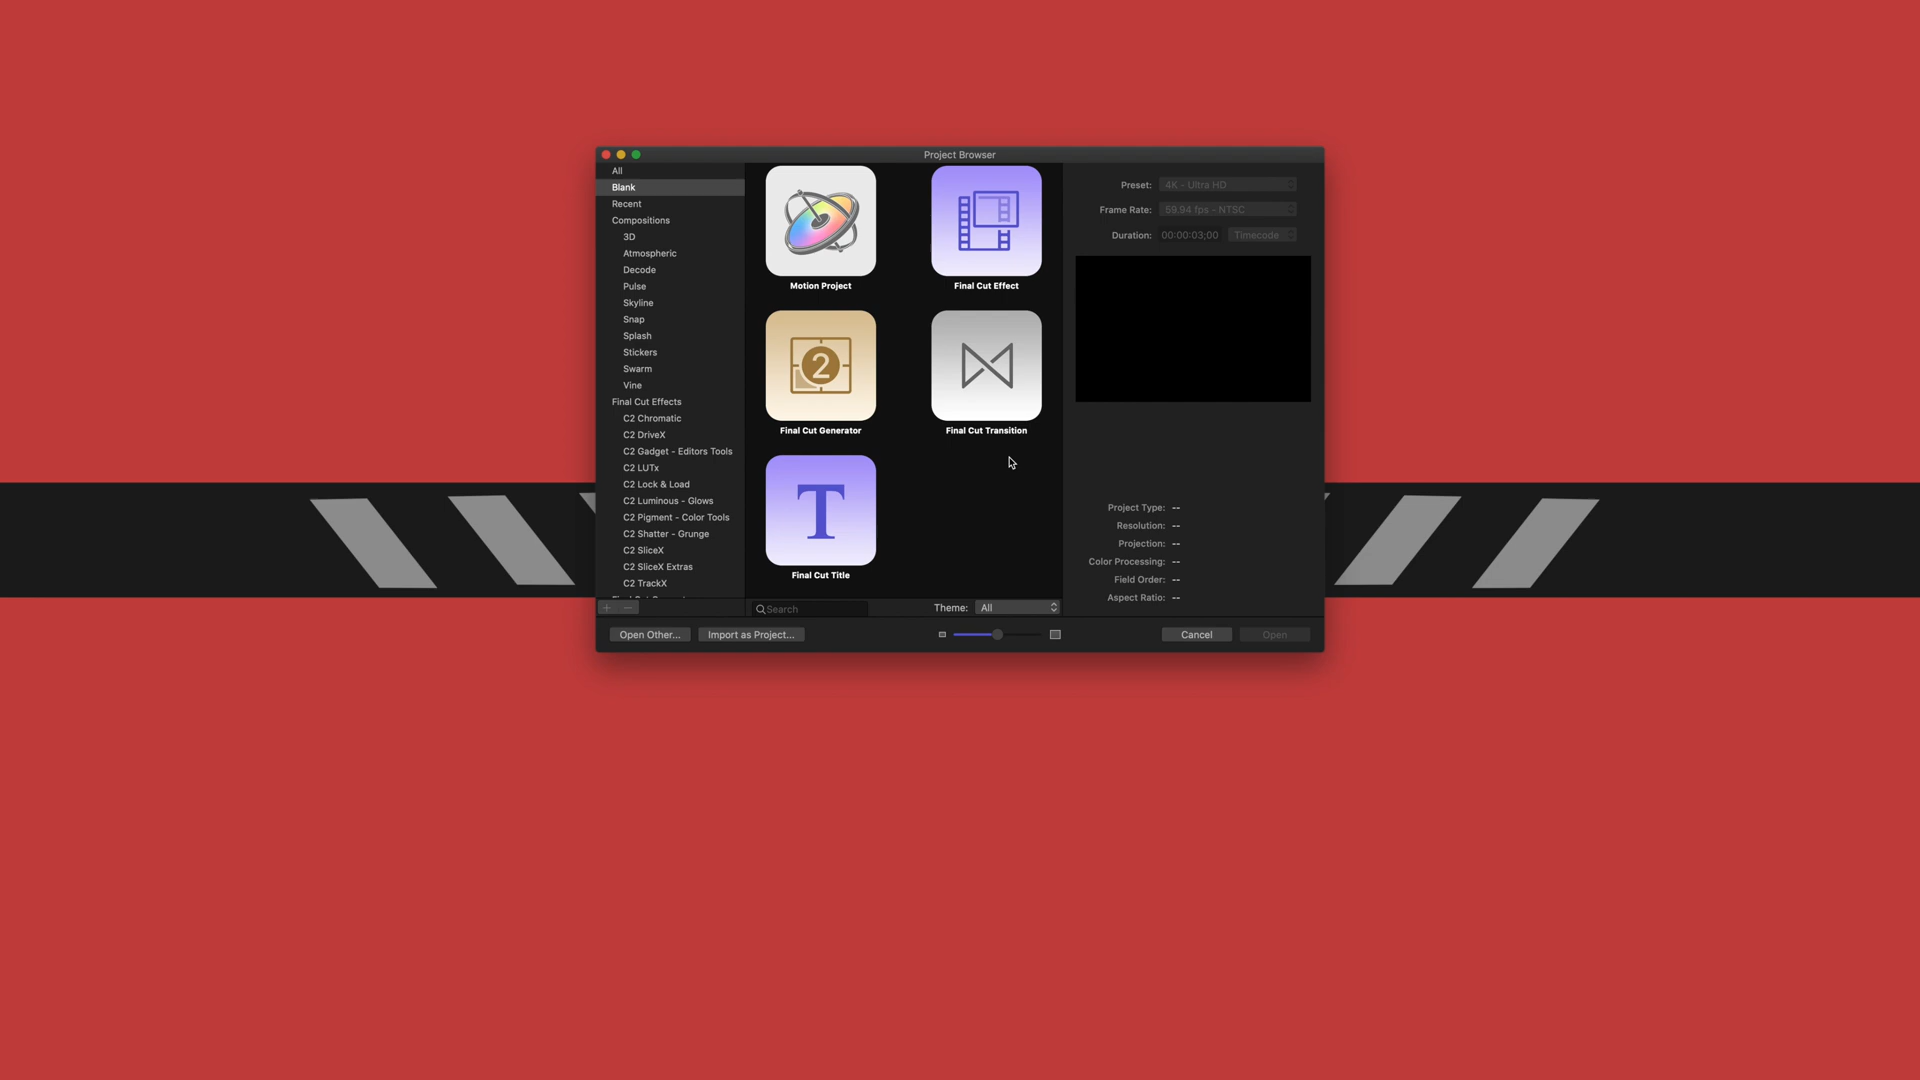 Project Browser
All
Blank
Recent
Compositions
3D
Atmospheric
Decode
Pulse
Skyline
Snap
Splash
Stickers
Swarm
Vine
Final Cut Effects
C2 Chromatic
C2 DriveX
C2 Gadget - Editors Tools
C2 LUTx
C2 Lock & Load
C2 Luminous - Glows
C2 Pigment - Color Tools
C2 Shatter - Grunge
C2 SliceX
C2 SliceX Extras
C2 TrackX
Motion Project
Final Cut Effect
2
Final Cut Generator
Final Cut Transition
T
Final Cut Title
Search
Theme: All
Preset: 4K - Ultra HD
Frame Rate: 59.94 fps - NTSC
Duration: 00:00:03;00 Timecode
Project Type: --
Resolution: --
Projection: --
Color Processing: --
Field Order: --
Aspect Ratio: --
Open Other...
Import as Project...
Cancel
Open